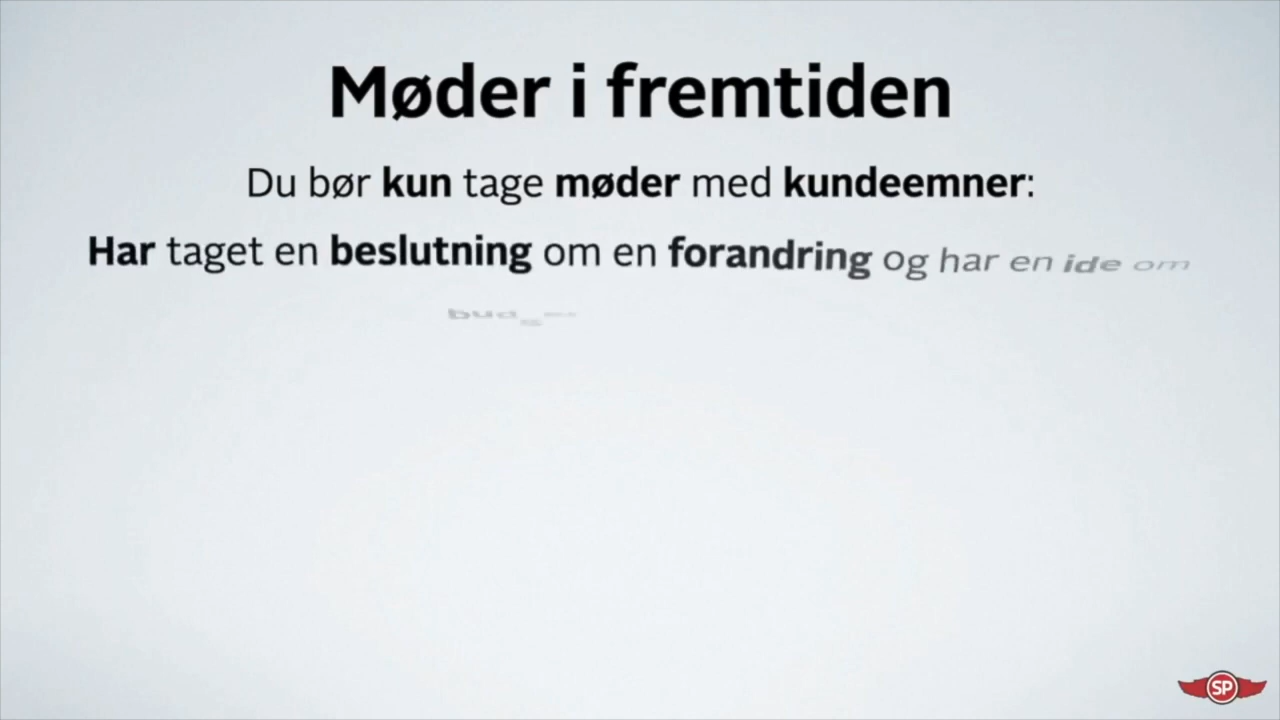 Møder i fremtiden
Du bør kun tage møder med kundeemner:
Har taget en beslutning om en forandring og har en ide om
SP